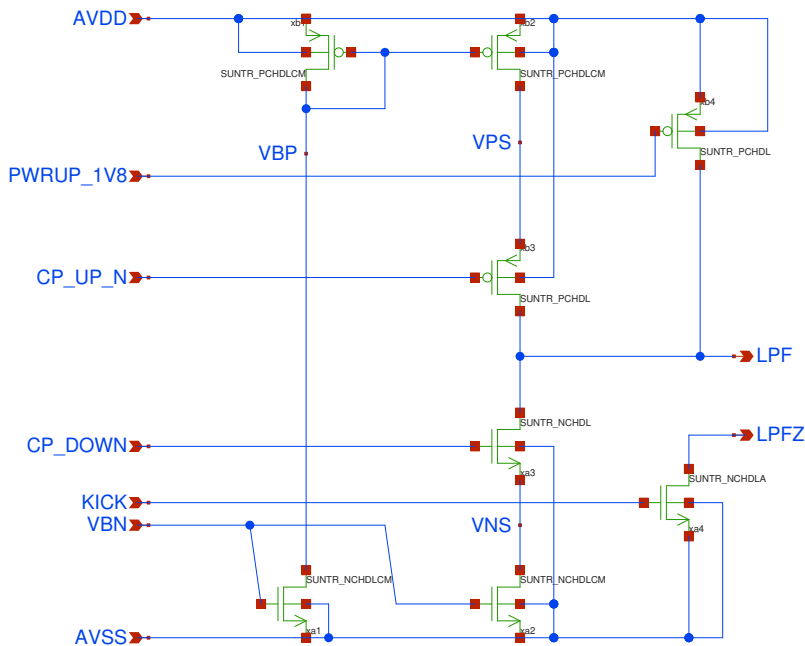 AVDD
xb1
xb2
SUNTR_PCHDLCM
SUNTR_PCHDLCM
xb4
VBP
VPS
SUNTR_PCHDL
PWRUP_1V8
xb3
CP_UP_N
SUNTR_PCHDL
LPF
SUNTR_NCHDL
LPFZ
CP_DOWN
xa3
SUNTR_NCHDLA
KICK
VBN
VNS
xa4
SUNTR_NCHDLCM
SUNTR_NCHDLCM
AVSS
xa1
xa2